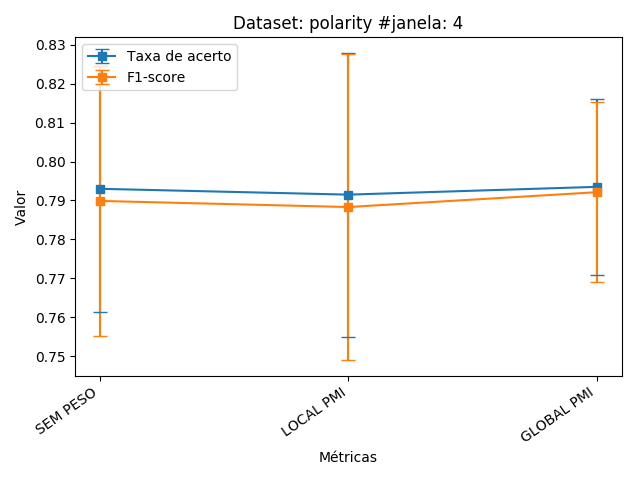 Dataset: polarity #janela: 4
Taxa de acerto
F1-score
0.83
0.82
0.81
0.80
0.79
0.78
0.77
0.76
0.75
Valor
SEM PESO
LOCAL PMI
GLOBAL PMI
Métricas